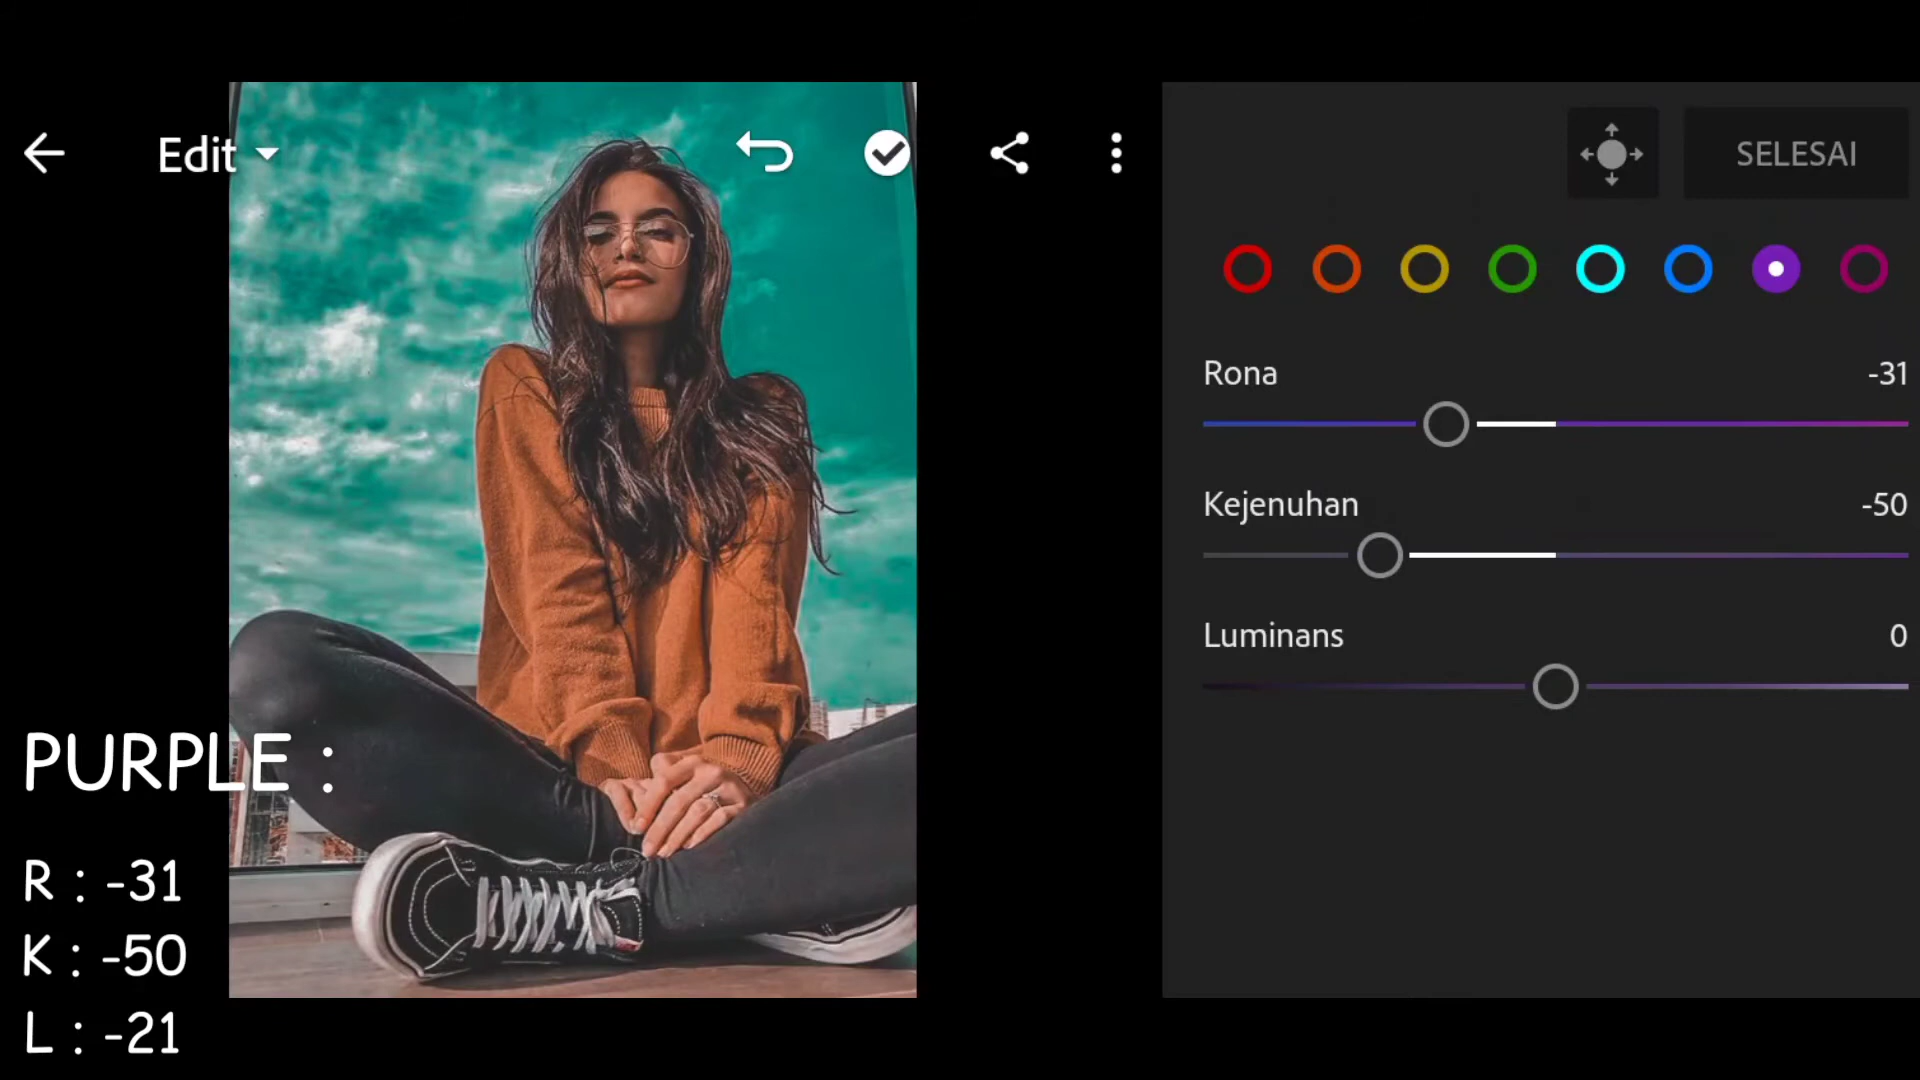 Edit
SELESAI
Rona -31
Kejenuhan -50
Luminans 0
PURPLE :
R : -31
K : -50
L : -21